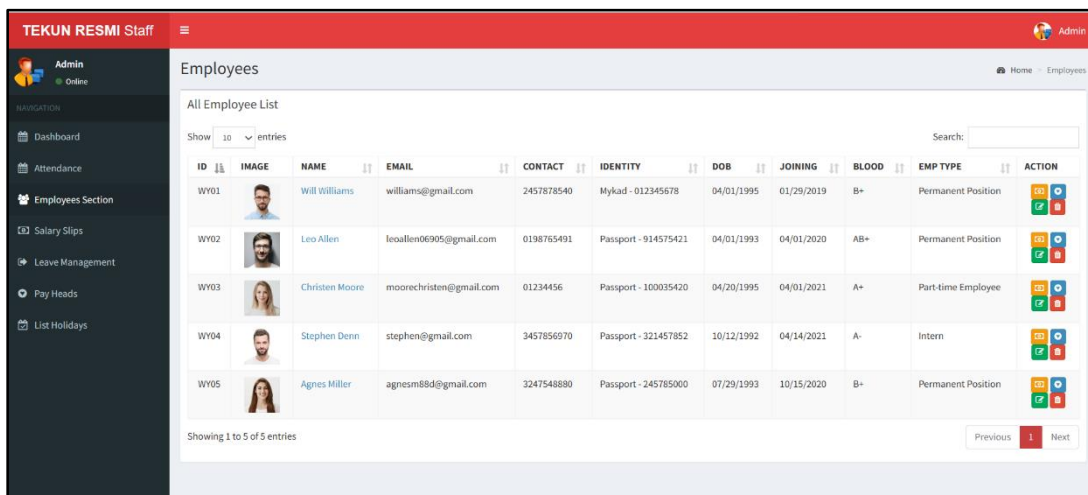 TEKUN RESMI Staff
Admin
Admin
Online
Employees
Home
Employees
NAVIGATION
All Employee List
Dashboard
Show 10 entries
Search:
Attendance
ID IMAGE NAME EMAIL CONTACT IDENTITY DOB JOINING BLOOD EMP TYPE ACTION
WY01 Will Williams williams@gmail.com 2457878540 Mykad - 012345678 04/01/1995 01/29/2019 B+ Permanent Position
Employees Section
Salary Slips
WY02 Leo Allen leoallen06905@gmail.com 0198765491 Passport - 914575421 04/01/1993 04/01/2020 AB+ Permanent Position
Leave Management
WY03 Christen Moore moorechristen@gmail.com 01234456 Passport - 100035420 04/20/1995 04/01/2021 A+ Part-time Employee
Pay Heads
List Holidays
WY04 Stephen Denn stephen@gmail.com 3457856970 Passport - 321457852 10/12/1992 04/14/2021 A- Intern
WY05 Agnes Miller agnesm88d@gmail.com 3247548880 Passport - 245785000 07/29/1993 10/15/2020 B+ Permanent Position
Showing 1 to 5 of 5 entries
Previous 1 Next